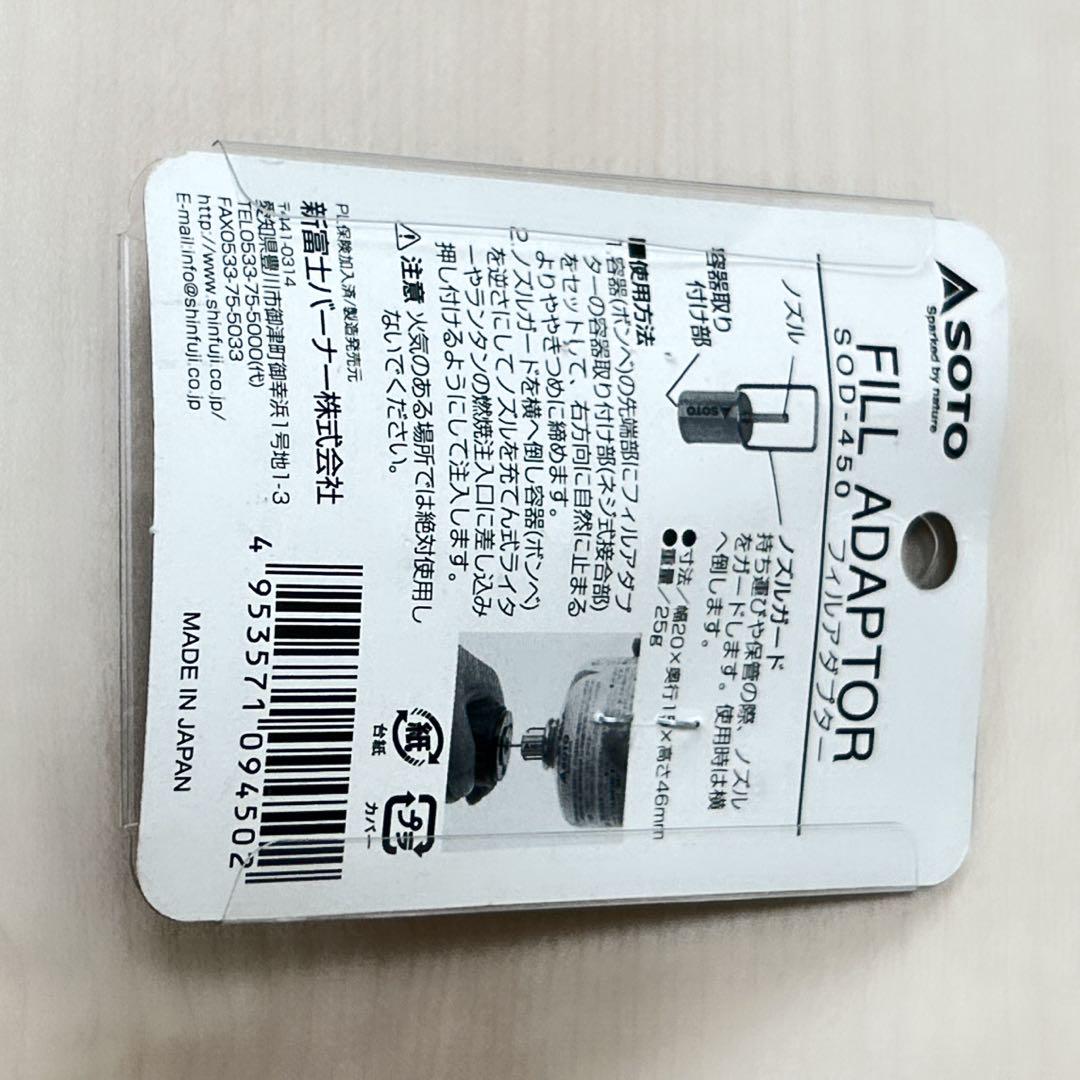 SOTO
Sparked by nature
FILL ADAPTOR
SOD-450 フィルアダプター
ノズル
容器取り
付け部
SOTO
ノズルガード
持ち運びや保管の際、ノズル
をガードします。使用時は横
へ倒します。
●寸法/幅20×奥行1 ×高さ46mm
●重量/25g
■使用方法
1.容器(ボンベ)の先端部にフィルアダプ
ターの容器取り付け部(ネジ式接合部)
をセットして、右方向に自然に止まる
よりややきつめに締めます。
2.ノズルガードを横へ倒し容器(ボンベ)
を逆さにしてノズルを充てん式ライタ
ーやランタンの燃焼注入口に差し込み
押し付けるようにして注入します。
⚠注意 火気のある場所では絶対使用し
ないでください。
SOTO
紙
台紙
プラ
カバー
PL保険加入済/製造発売元
新富士バーナー株式会社
〒441-0314
愛知県豊川市御津町御幸浜1号地1-3
TEL0533-75-5000(代)
FAX0533-75-5033
http://www.shinfuji.co.jp/
E-mail:info@shinfuji.co.jp
4 953571 094502
MADE IN JAPAN